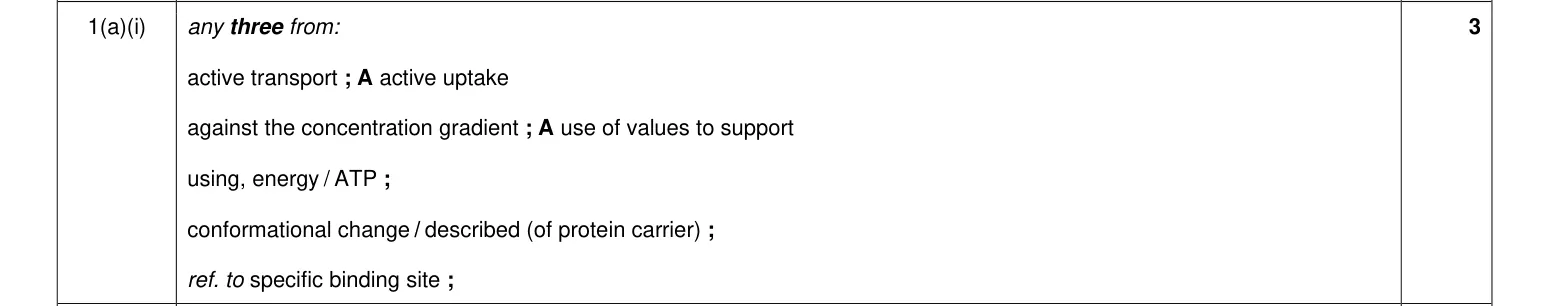 1(a)(i) any three from: 3
active transport ; A active uptake
against the concentration gradient ; A use of values to support
using, energy / ATP ;
conformational change / described (of protein carrier) ;
ref. to specific binding site ;